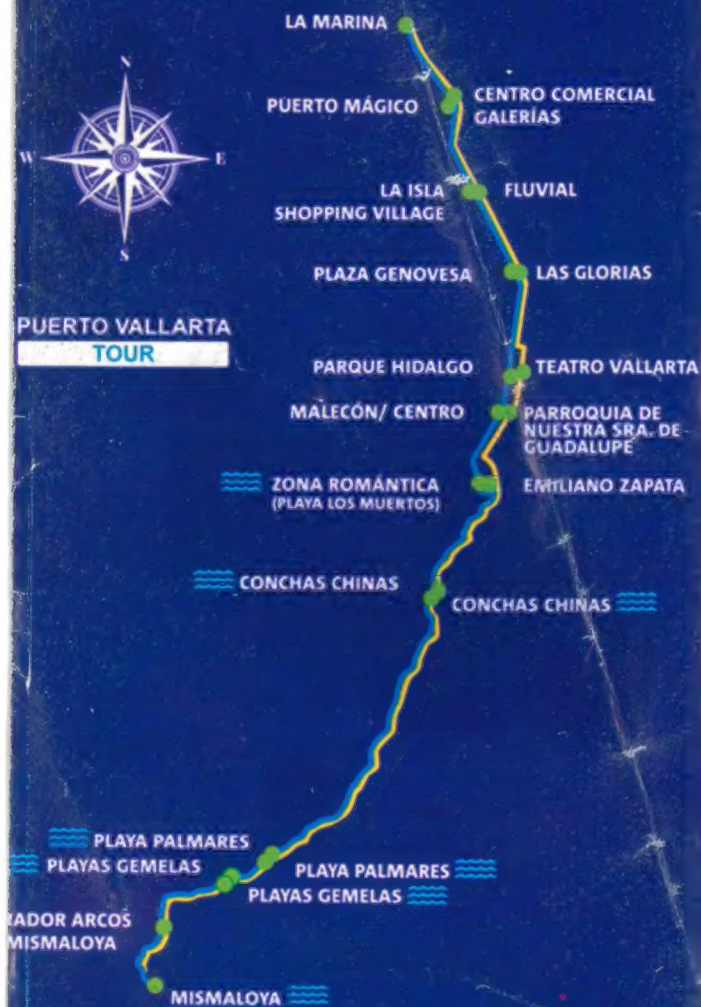 LA MARINA
N
W
E
S
PUERTO MÁGICO
CENTRO COMERCIAL
GALERÍAS
LA ISLA
SHOPPING VILLAGE
FLUVIAL
PLAZA GENOVESA
LAS GLORIAS
PUERTO VALLARTA
TOUR
PARQUE HIDALGO
TEATRO VALLARTA
MALECÓN/ CENTRO
PARROQUIA DE
NUESTRA SRA. DE
GUADALUPE
ZONA ROMÁNTICA
(PLAYA LOS MUERTOS)
EMILIANO ZAPATA
CONCHAS CHINAS
CONCHAS CHINAS
PLAYA PALMARES
PLAYAS GEMELAS
PLAYA PALMARES
PLAYAS GEMELAS
RADOR ARCOS
MISMALOYA
MISMALOYA